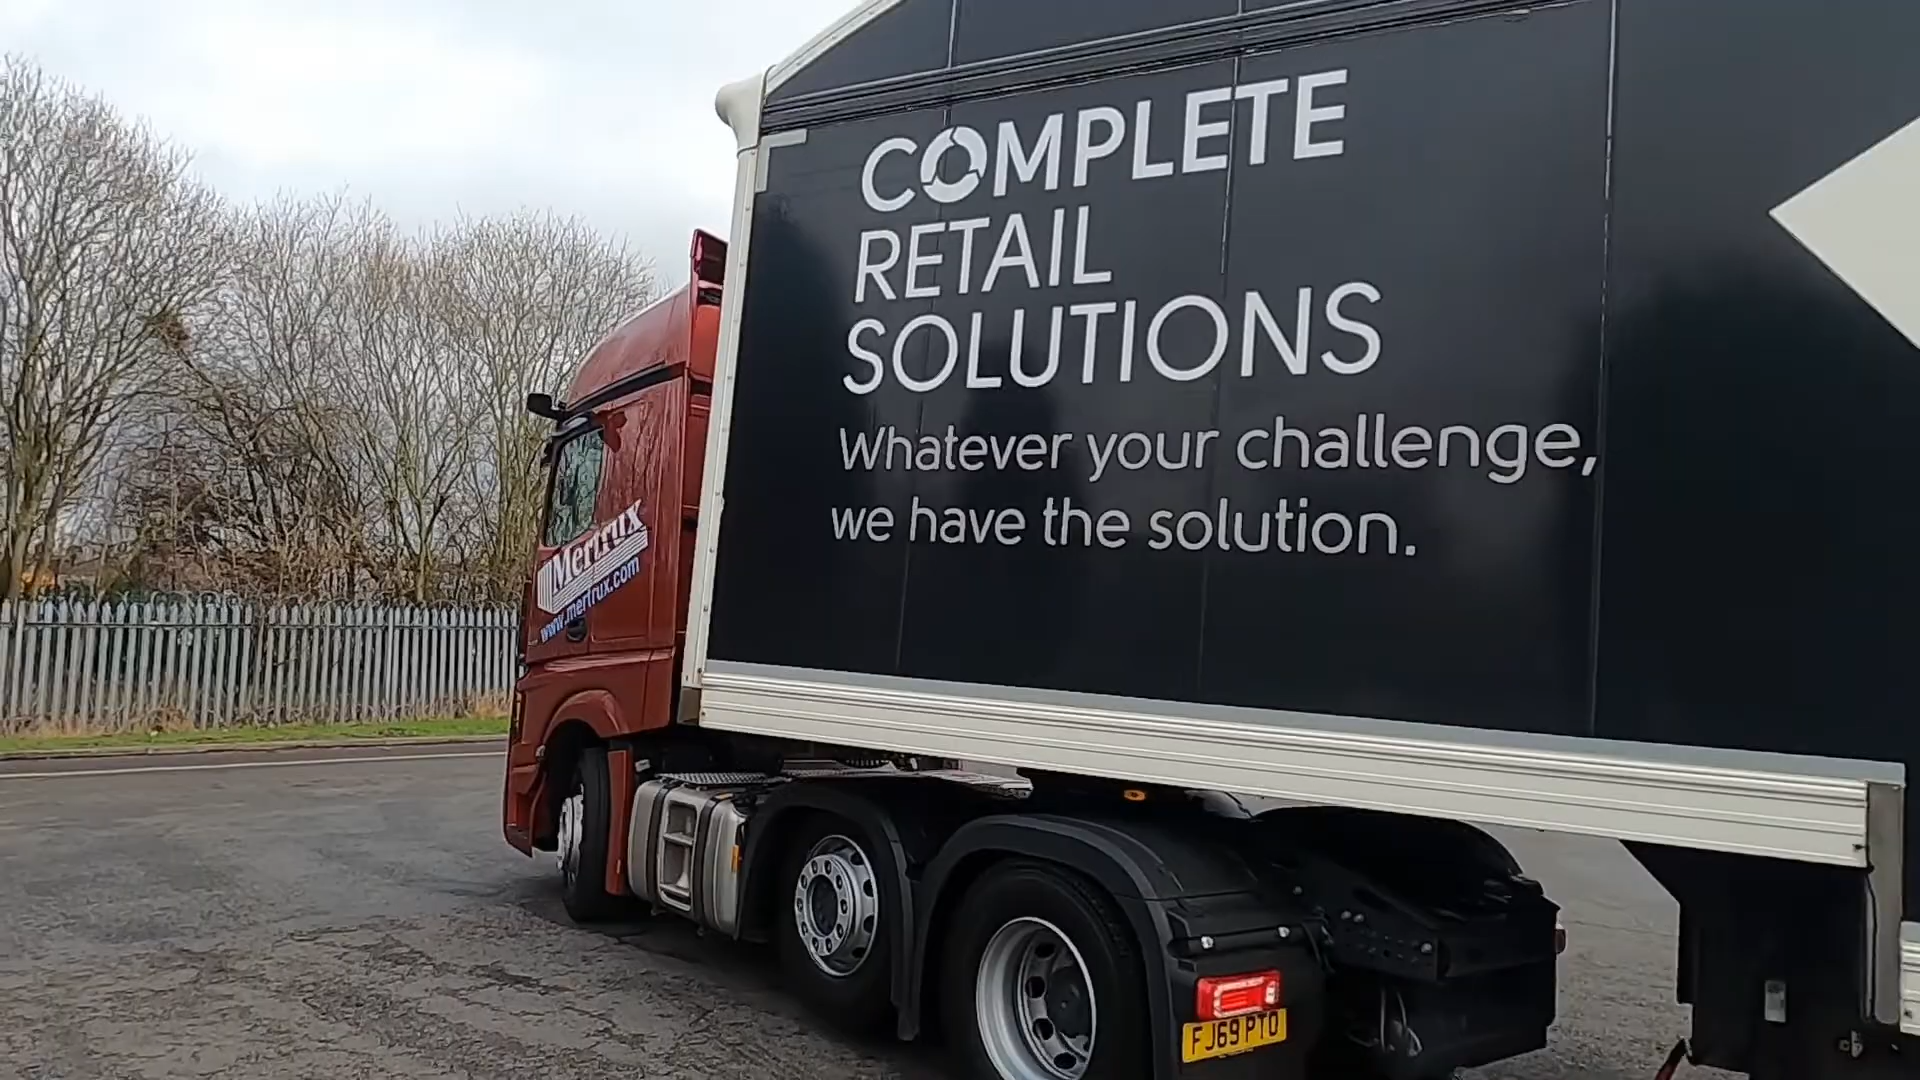 COMPLETE
RETAIL
SOLUTIONS
Whatever your challenge,
we have the solution.
Mertrux
www.mertrux.com
FJ69 PTO